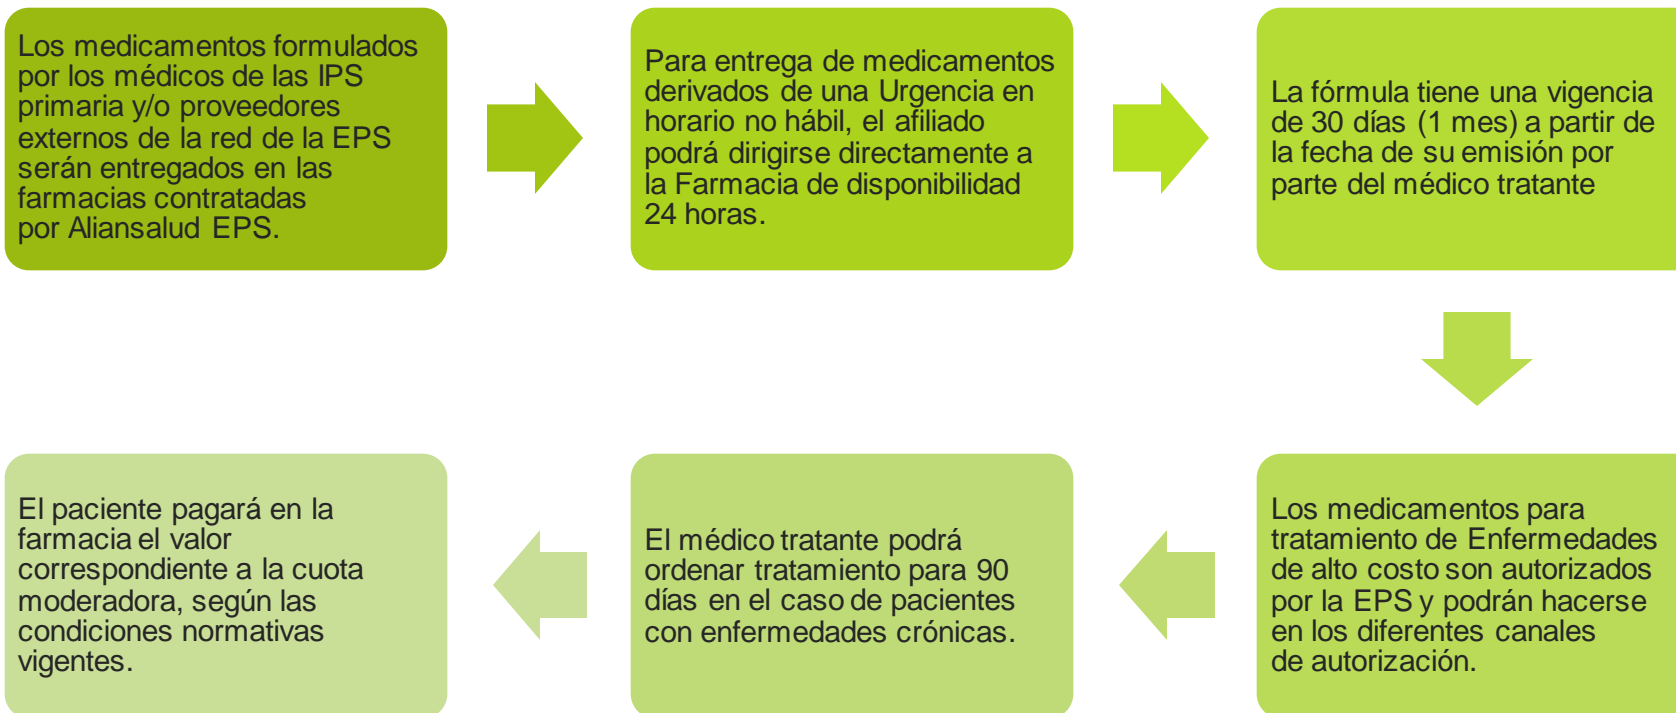 Los medicamentos formulados
por los médicos de las IPS
primaria y/o proveedores
externos de la red de la EPS
serán entregados en las
farmacias contratadas
por Aliansalud EPS.
Para entrega de medicamentos
derivados de una Urgencia en
horario no hábil, el afiliado
podrá dirigirse directamente a
la Farmacia de disponibilidad
24 horas.
La fórmula tiene una vigencia
de 30 días (1 mes) a partir de
la fecha de su emisión por
parte del médico tratante
Los medicamentos para
tratamiento de Enfermedades
de alto costo son autorizados
por la EPS y podrán hacerse
en los diferentes canales
de autorización.
El médico tratante podrá
ordenar tratamiento para 90
días en el caso de pacientes
con enfermedades crónicas.
El paciente pagará en la
farmacia el valor
correspondiente a la cuota
moderadora, según las
condiciones normativas
vigentes.